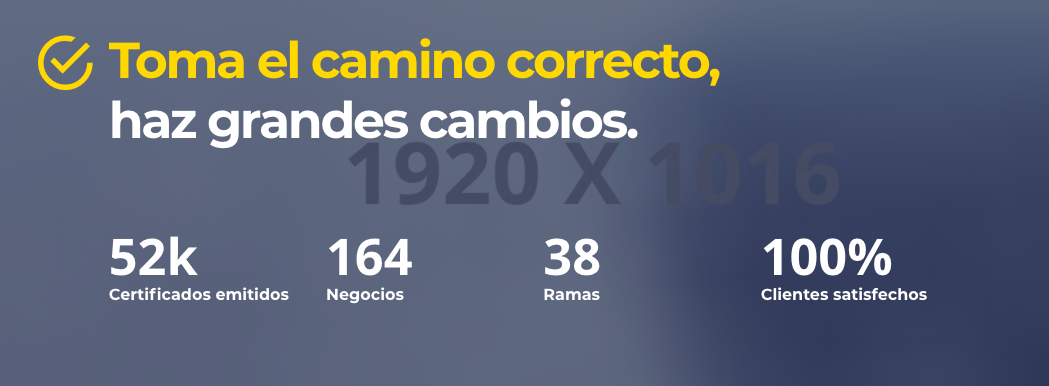 Toma el camino correcto,
haz grandes cambios.
1920 X 1016
52k
Certificados emitidos
164
Negocios
38
Ramas
100%
Clientes satisfechos